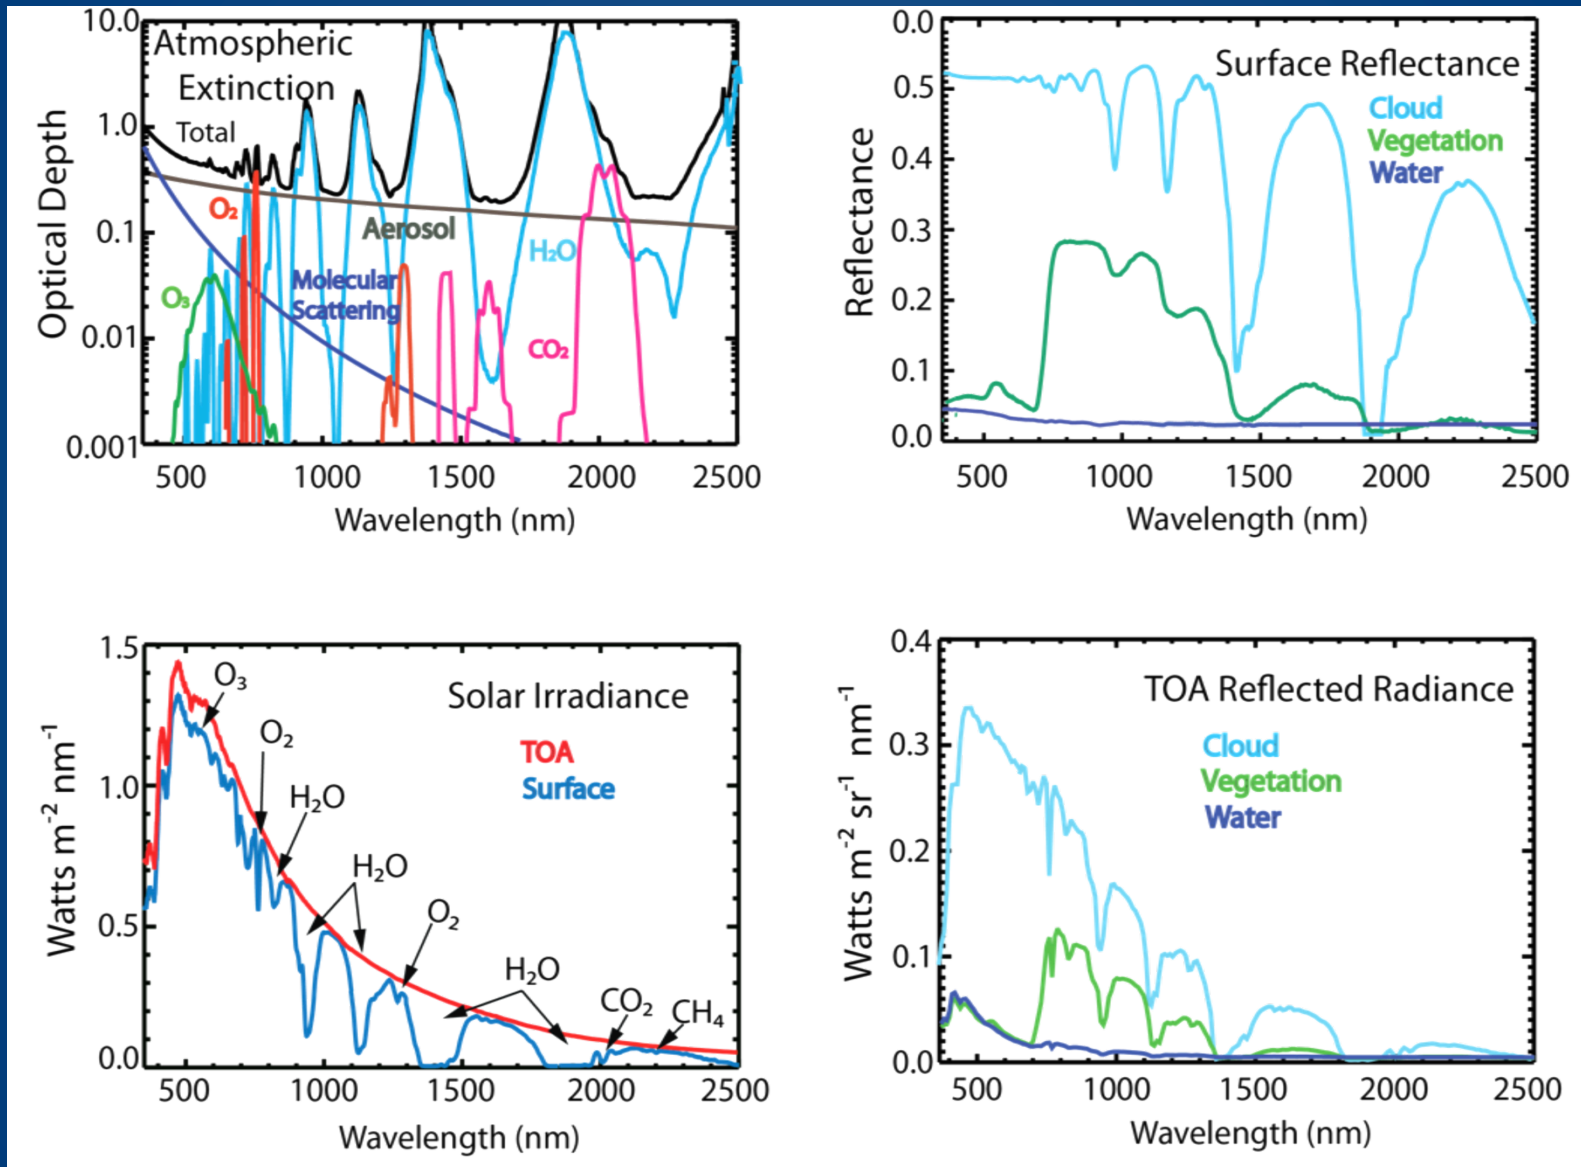 10.0
1.0
0.1
0.01
0.001
Optical Depth
Atmospheric
Extinction
Total
O₂
Aerosol
H₂O
Molecular
Scattering
O₃
CO₂
500 1000 1500 2000 2500
Wavelength (nm)
0.0
0.5
0.4
0.3
0.2
0.1
0.0
Reflectance
Surface Reflectance
Cloud
Vegetation
Water
500 1000 1500 2000 2500
Wavelength (nm)
1.5
1.0
0.5
0.0
Watts m⁻² nm⁻¹
Solar Irradiance
TOA
Surface
O₃
O₂
H₂O
H₂O
O₂
H₂O
CO₂
CH₄
500 1000 1500 2000 2500
Wavelength (nm)
0.4
0.3
0.2
0.1
0.0
Watts m⁻² sr⁻¹ nm⁻¹
TOA Reflected Radiance
Cloud
Vegetation
Water
500 1000 1500 2000 2500
Wavelength (nm)